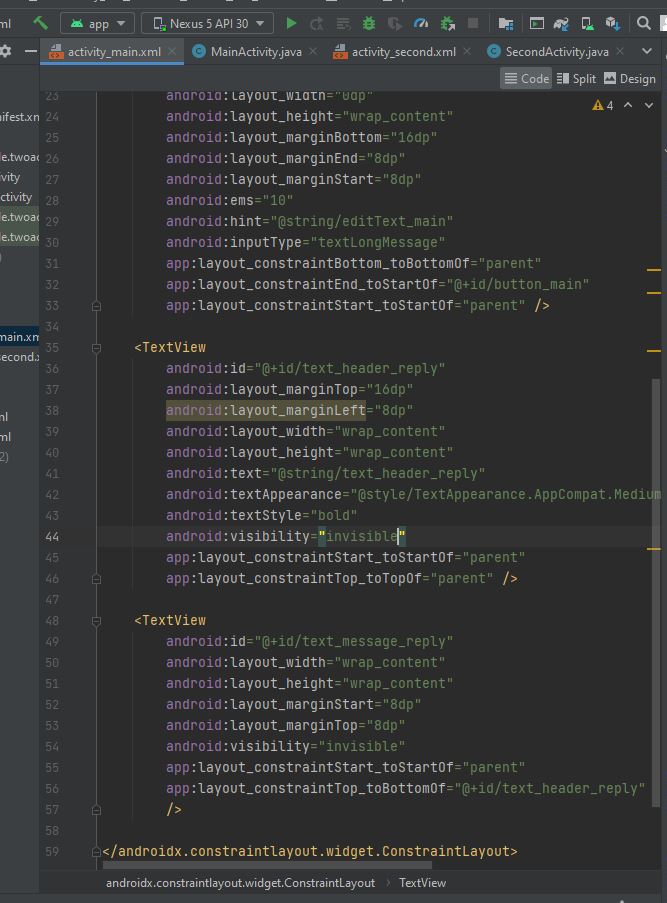 ml
app
Nexus 5 API 30
activity_main.xml
MainActivity.java
activity_second.xml
SecondActivity.java
Code
Split
Design
4
nifest.xm
le.twoac
ivity
ctivity
le.twoac
le.twoac
main.xm
second.x
ml
ml
2)
23 android:layout_width="0dp"
24 android:layout_height="wrap_content"
25 android:layout_marginBottom="16dp"
26 android:layout_marginEnd="8dp"
27 android:layout_marginStart="8dp"
28 android:ems="10"
29 android:hint="@string/editText_main"
30 android:inputType="textLongMessage"
31 app:layout_constraintBottom_toBottomOf="parent"
32 app:layout_constraintEnd_toStartOf="@+id/button_main"
33 app:layout_constraintStart_toStartOf="parent" />
34
35 <TextView
36 android:id="@+id/text_header_reply"
37 android:layout_marginTop="16dp"
38 android:layout_marginLeft="8dp"
39 android:layout_width="wrap_content"
40 android:layout_height="wrap_content"
41 android:text="@string/text_header_reply"
42 android:textAppearance="@style/TextAppearance.AppCompat.Medium
43 android:textStyle="bold"
44 android:visibility="invisible"
45 app:layout_constraintStart_toStartOf="parent"
46 app:layout_constraintTop_toTopOf="parent" />
47
48 <TextView
49 android:id="@+id/text_message_reply"
50 android:layout_width="wrap_content"
51 android:layout_height="wrap_content"
52 android:layout_marginStart="8dp"
53 android:layout_marginTop="8dp"
54 android:visibility="invisible"
55 app:layout_constraintStart_toStartOf="parent"
56 app:layout_constraintTop_toBottomOf="@+id/text_header_reply"
57 />
58
59 </androidx.constraintlayout.widget.ConstraintLayout>
androidx.constraintlayout.widget.ConstraintLayout
TextView